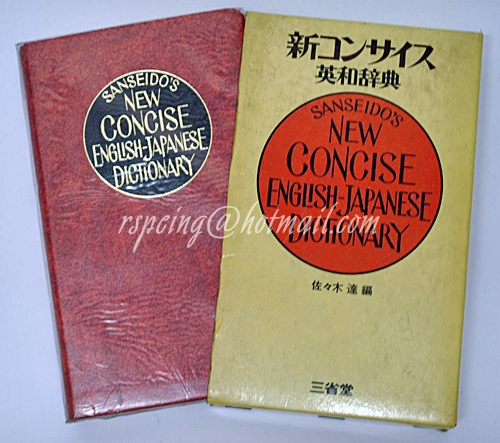 SANSEIDO'S
NEW
CONCISE
ENGLISH-JAPANESE
DICTIONARY
新コンサイス
英和辞典
SANSEIDO'S
NEW
CONCISE
ENGLISH-JAPANESE
DICTIONARY
佐々木 達 編
三省堂
rspcing@hotmail.com